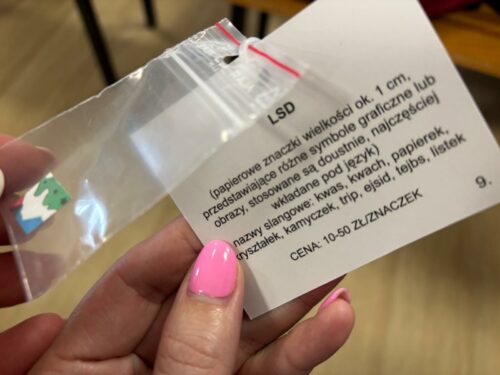 LSD
(papierowe znaczki wielkości ok. 1 cm,
przedstawiające różne symbole graficzne lub
obrazy, stosowane są doustnie, najczęściej
wkładane pod język)
nazwy slangowe: kwas, kwach, papierek,
kryształek, kamyczek, trip, ejsid, tejbs, listek
CENA: 10-50 ZŁ/ZNACZEK
9.